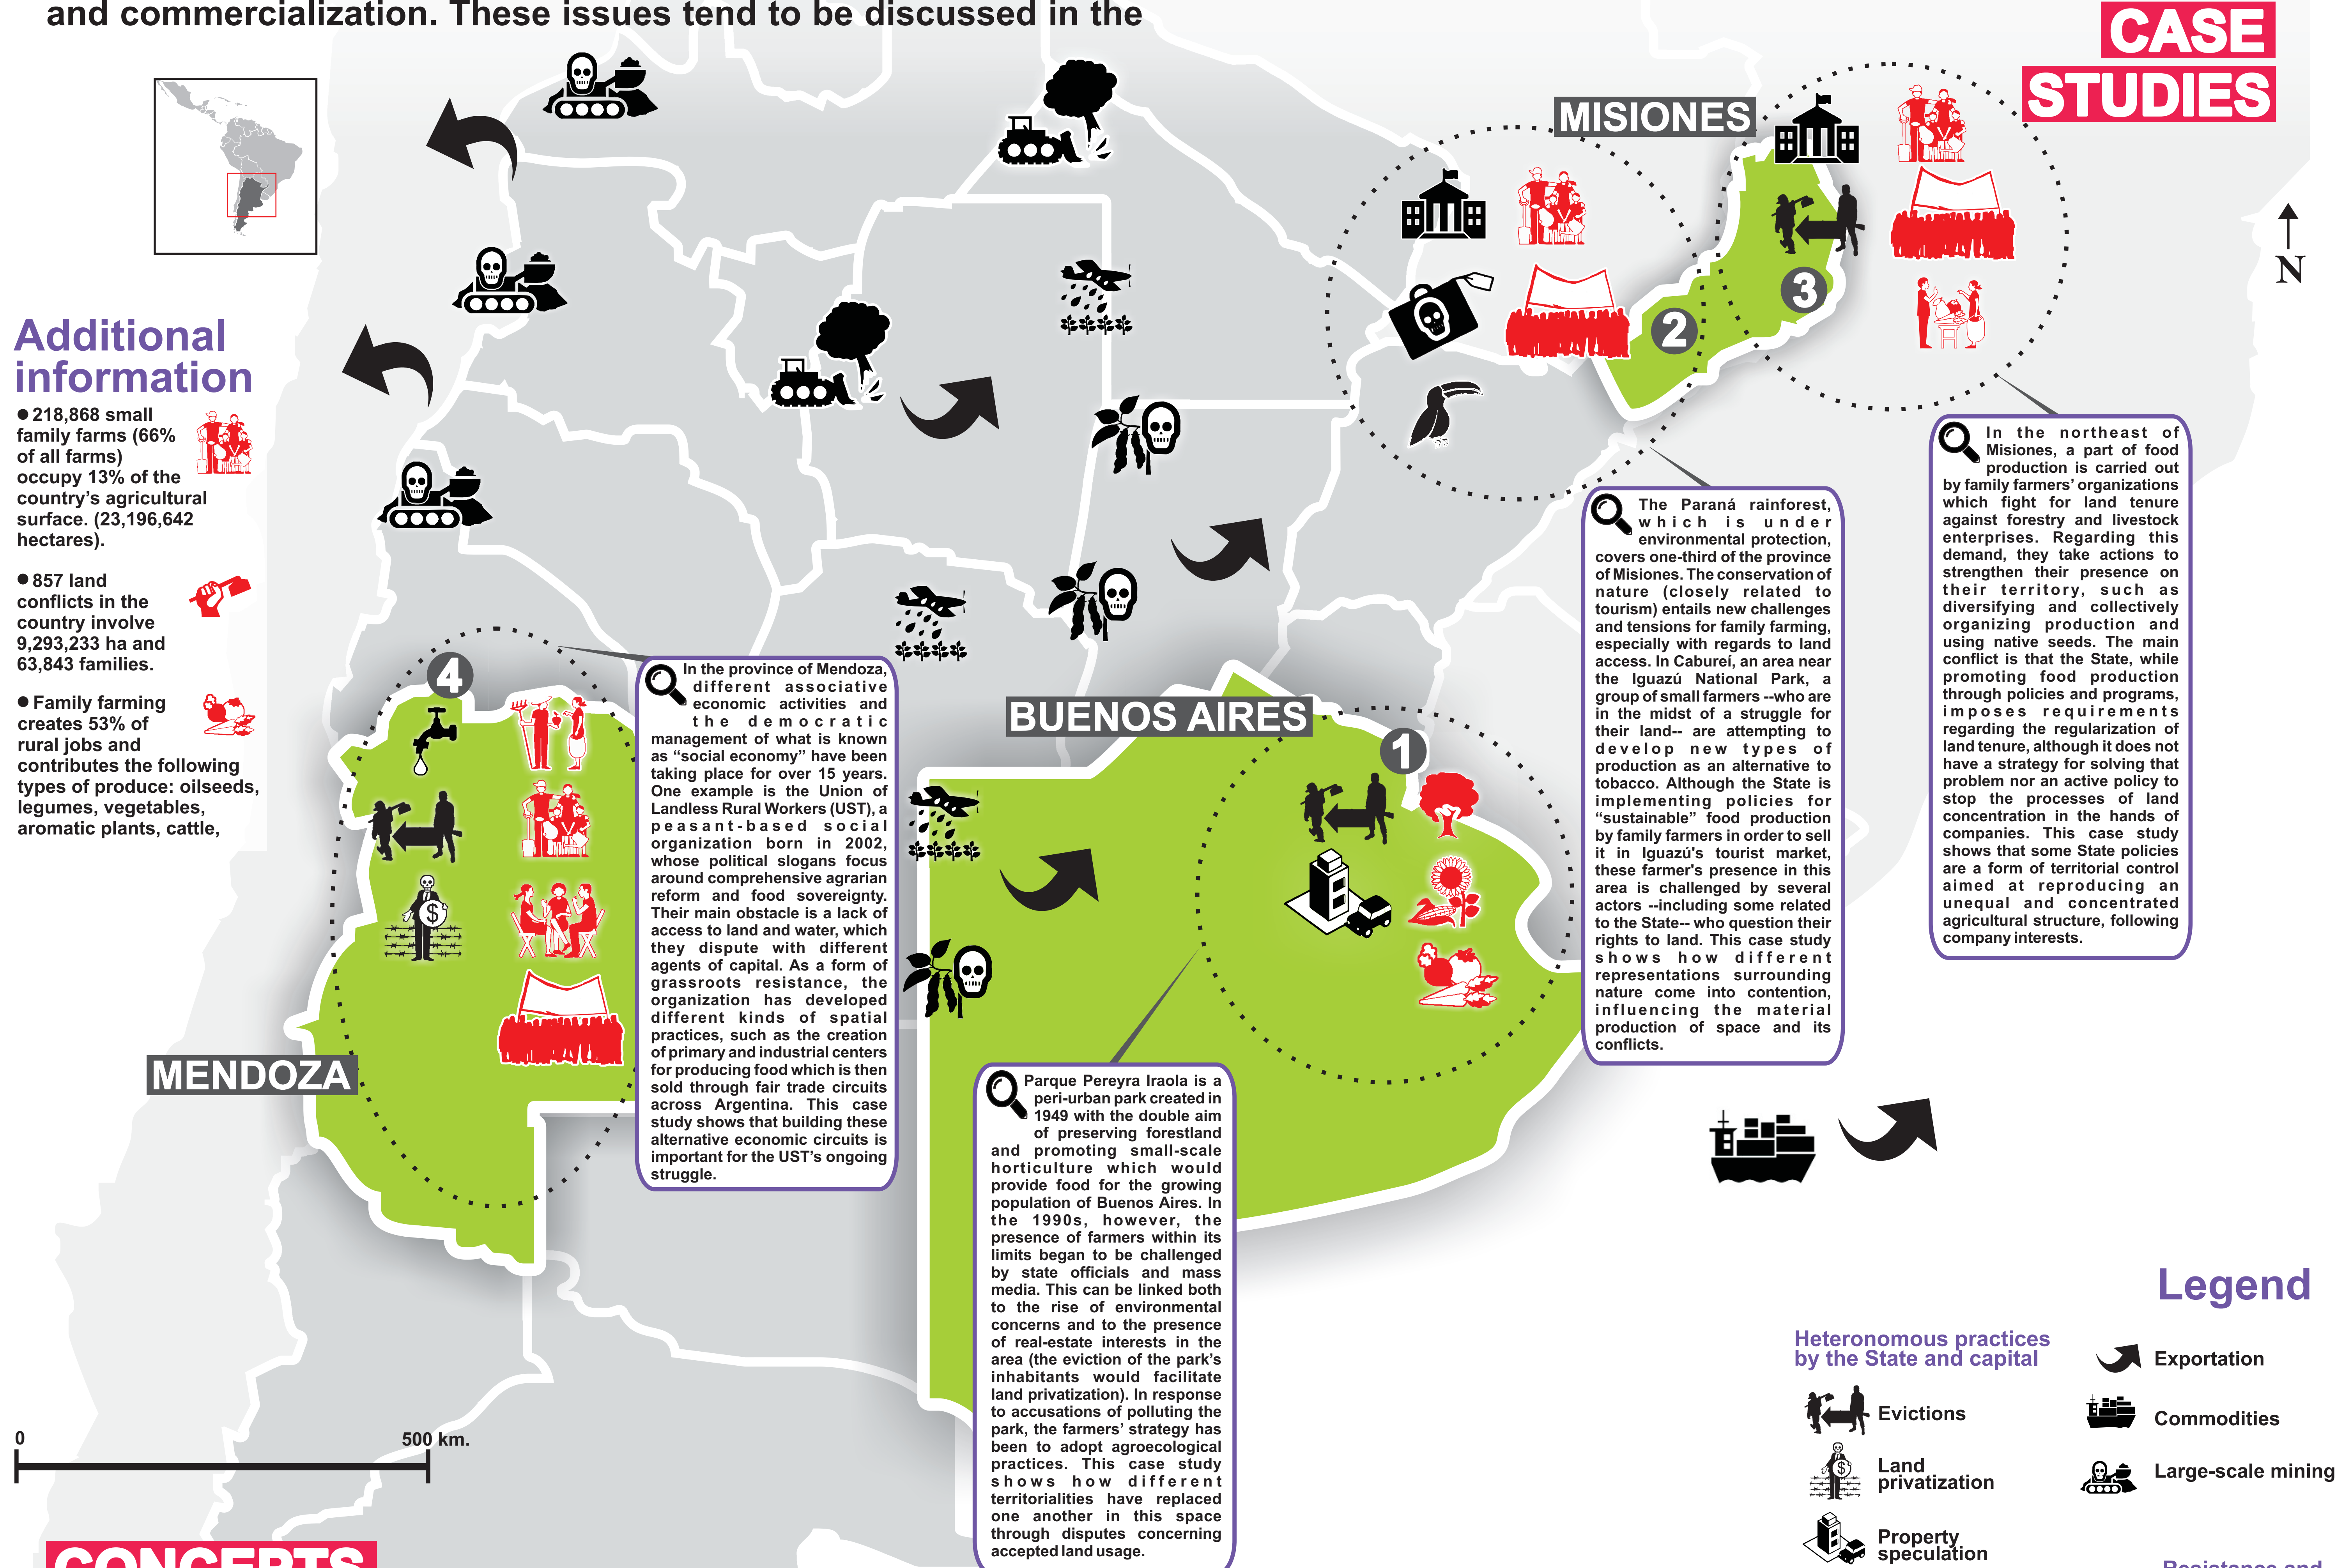 and commercialization. These issues tend to be discussed in the
CASE
STUDIES
MISIONES
N
3
2
Additional
information
● 218,868 small
family farms (66%
of all farms)
occupy 13% of the
country’s agricultural
surface. (23,196,642
hectares).
● 857 land
conflicts in the
country involve
9,293,233 ha and
63,843 families.
● Family farming
creates 53% of
rural jobs and
contributes the following
types of produce: oilseeds,
legumes, vegetables,
aromatic plants, cattle,
In the northeast of
Misiones, a part of food
production is carried out
by family farmers’ organizations
which fight for land tenure
against forestry and livestock
enterprises. Regarding this
demand, they take actions to
strengthen their presence on
their territory, such as
diversifying and collectively
organizing production and
using native seeds. The main
conflict is that the State, while
promoting food production
through policies and programs,
imposes requirements
regarding the regularization of
land tenure, although it does not
have a strategy for solving that
problem nor an active policy to
stop the processes of land
concentration in the hands of
companies. This case study
shows that some State policies
are a form of territorial control
aimed at reproducing an
unequal and concentrated
agricultural structure, following
company interests.
The Paraná rainforest,
which is under
environmental protection,
covers one-third of the province
of Misiones. The conservation of
nature (closely related to
tourism) entails new challenges
and tensions for family farming,
especially with regards to land
access. In Cabureí, an area near
the Iguazú National Park, a
group of small farmers --who are
in the midst of a struggle for
their land-- are attempting to
develop new types of
production as an alternative to
tobacco. Although the State is
implementing policies for
“sustainable” food production
by family farmers in order to sell
it in Iguazú's tourist market,
these farmer's presence in this
area is challenged by several
actors --including some related
to the State-- who question their
rights to land. This case study
shows how different
representations surrounding
nature come into contention,
influencing the material
production of space and its
conflicts.
4
In the province of Mendoza,
different associative
economic activities and
the democratic
management of what is known
as “social economy” have been
taking place for over 15 years.
One example is the Union of
Landless Rural Workers (UST), a
peasant-based social
organization born in 2002,
whose political slogans focus
around comprehensive agrarian
reform and food sovereignty.
Their main obstacle is a lack of
access to land and water, which
they dispute with different
agents of capital. As a form of
grassroots resistance, the
organization has developed
different kinds of spatial
practices, such as the creation
of primary and industrial centers
for producing food which is then
sold through fair trade circuits
across Argentina. This case
study shows that building these
alternative economic circuits is
important for the UST’s ongoing
struggle.
$
MENDOZA
BUENOS AIRES
1
Parque Pereyra Iraola is a
peri-urban park created in
1949 with the double aim
of preserving forestland
and promoting small-scale
horticulture which would
provide food for the growing
population of Buenos Aires. In
the 1990s, however, the
presence of farmers within its
limits began to be challenged
by state officials and mass
media. This can be linked both
to the rise of environmental
concerns and to the presence
of real-estate interests in the
area (the eviction of the park’s
inhabitants would facilitate
land privatization). In response
to accusations of polluting the
park, the farmers’ strategy has
been to adopt agroecological
practices. This case study
shows how different
territorialities have replaced
one another in this space
through disputes concerning
accepted land usage.
0
500 km.
CONCEPTS
Legend
Heteronomous practices
by the State and capital
Evictions
$
Land
privatization
Property
speculation
Exportation
Commodities
Large-scale mining
Resistance and